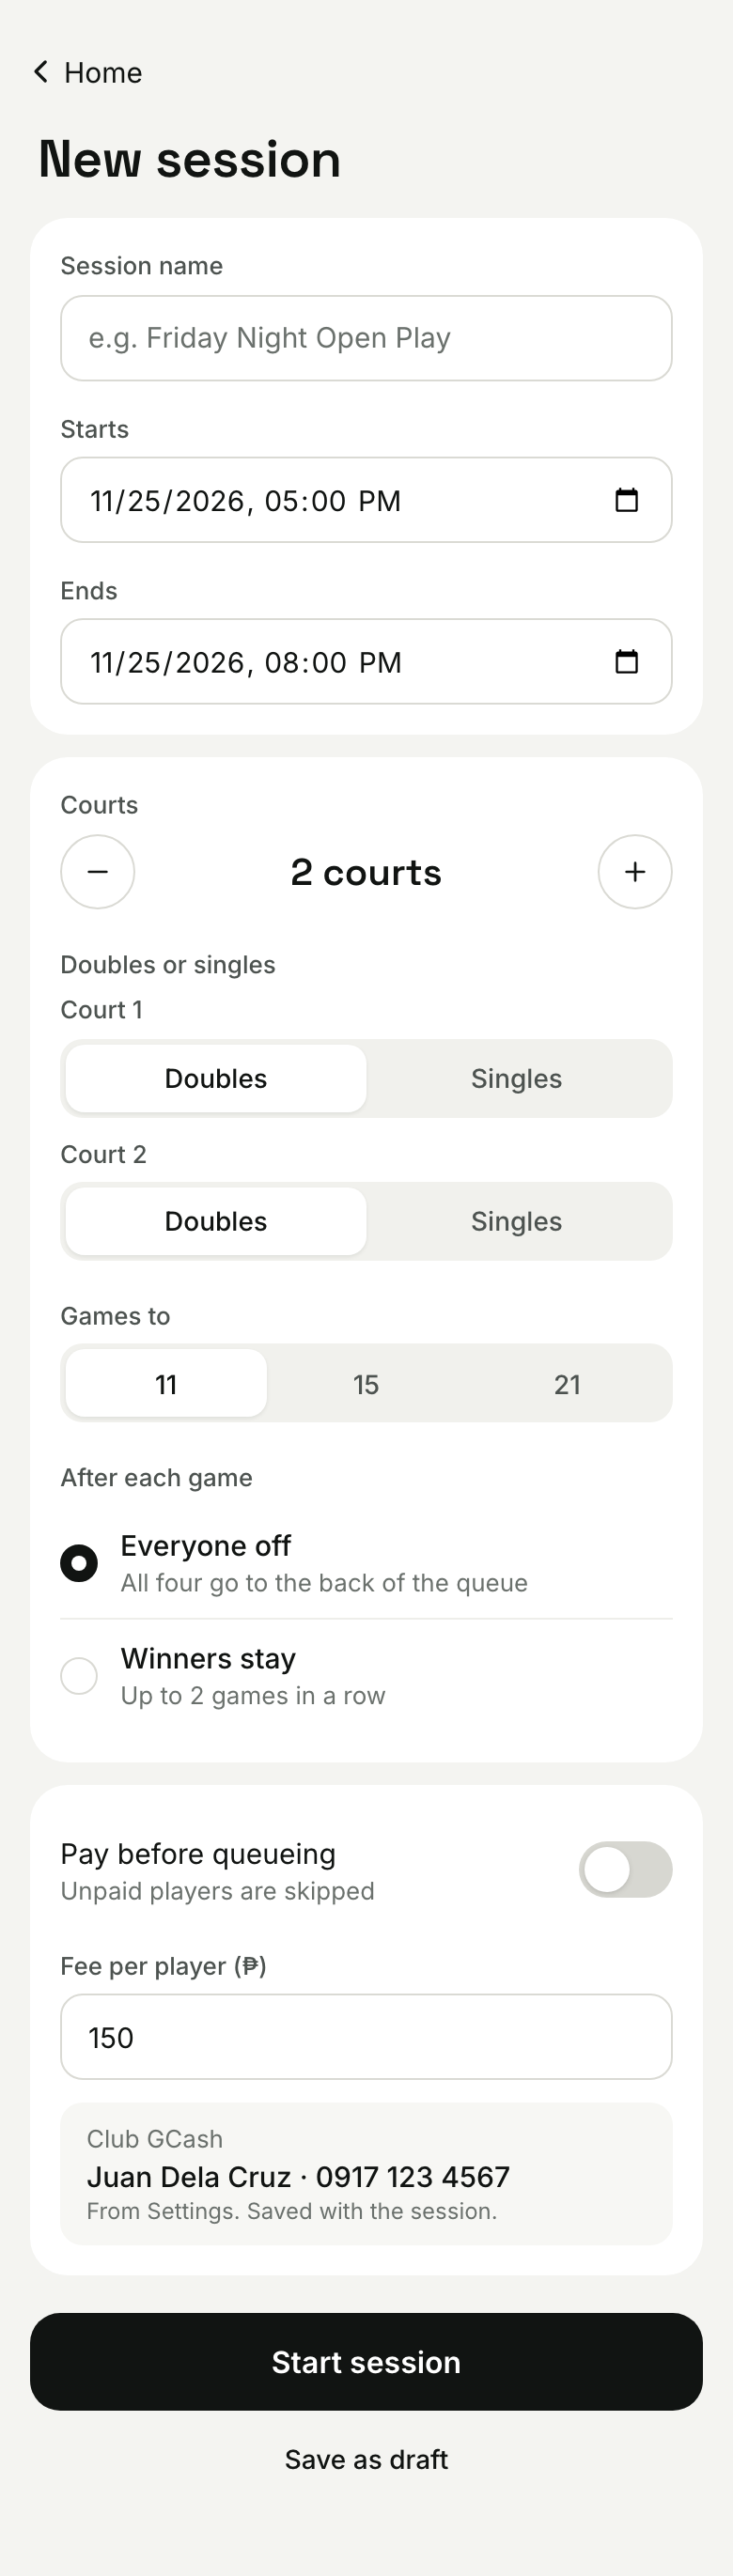 Home
New session
Session name
e.g. Friday Night Open Play
Starts
11/25/2026, 05:00 PM
Ends
11/25/2026, 08:00 PM
Courts
2 courts
Doubles or singles
Court 1
Doubles Singles
Court 2
Doubles Singles
Games to
11 15 21
After each game
Everyone off
All four go to the back of the queue
Winners stay
Up to 2 games in a row
Pay before queueing
Unpaid players are skipped
Fee per player (₱)
150
Club GCash
Juan Dela Cruz · 0917 123 4567
From Settings. Saved with the session.
Start session
Save as draft